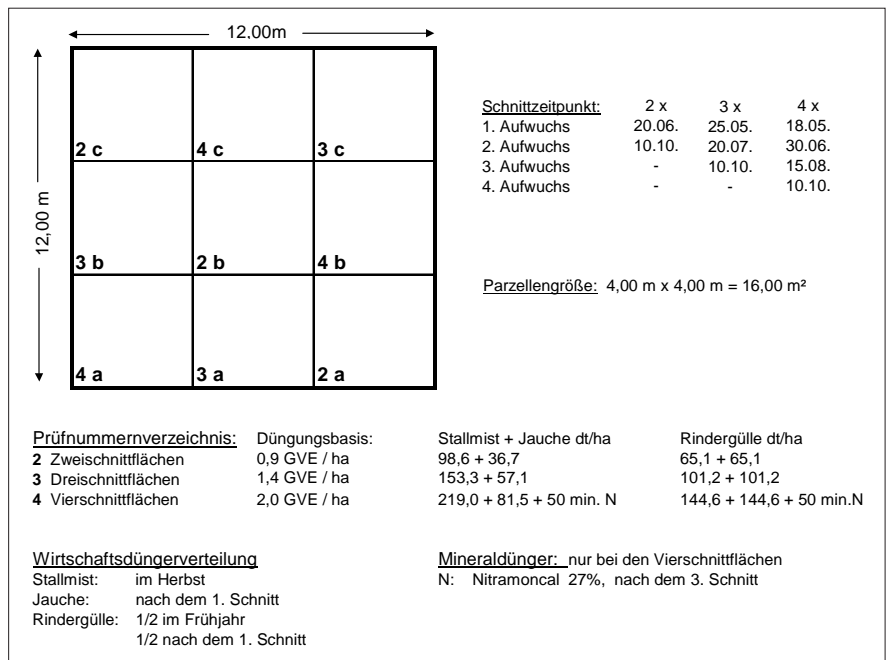 12,00m
12,00 m
2 c 4 c 3 c
3 b 2 b 4 b
4 a 3 a 2 a
Schnittzeitpunkt: 2 x 3 x 4 x
1. Aufwuchs 20.06. 25.05. 18.05.
2. Aufwuchs 10.10. 20.07. 30.06.
3. Aufwuchs - 10.10. 15.08.
4. Aufwuchs - - 10.10.
Parzellengröße: 4,00 m x 4,00 m = 16,00 m²
Prüfnummernverzeichnis: Düngungsbasis: Stallmist + Jauche dt/ha Rindergülle dt/ha
2 Zweischnittflächen 0,9 GVE / ha 98,6 + 36,7 65,1 + 65,1
3 Dreischnittflächen 1,4 GVE / ha 153,3 + 57,1 101,2 + 101,2
4 Vierschnittflächen 2,0 GVE / ha 219,0 + 81,5 + 50 min. N 144,6 + 144,6 + 50 min.N
Wirtschaftsdüngerverteilung
Stallmist: im Herbst
Jauche: nach dem 1. Schnitt
Rindergülle: 1/2 im Frühjahr
1/2 nach dem 1. Schnitt
Mineraldünger: nur bei den Vierschnittflächen
N: Nitramoncal 27%, nach dem 3. Schnitt